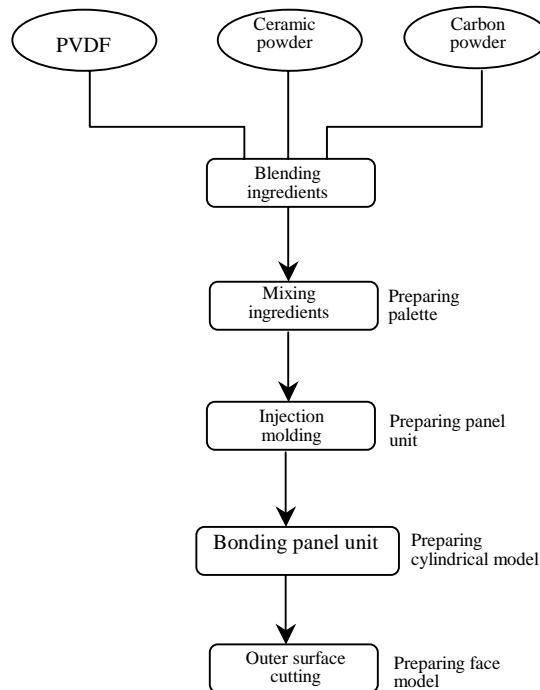 PVDF
Ceramic
powder
Carbon
powder
Blending
ingredients
Mixing
ingredients
Preparing
palette
Injection
molding
Preparing panel
unit
Bonding panel unit
Preparing
cylindrical model
Outer surface
cutting
Preparing face
model